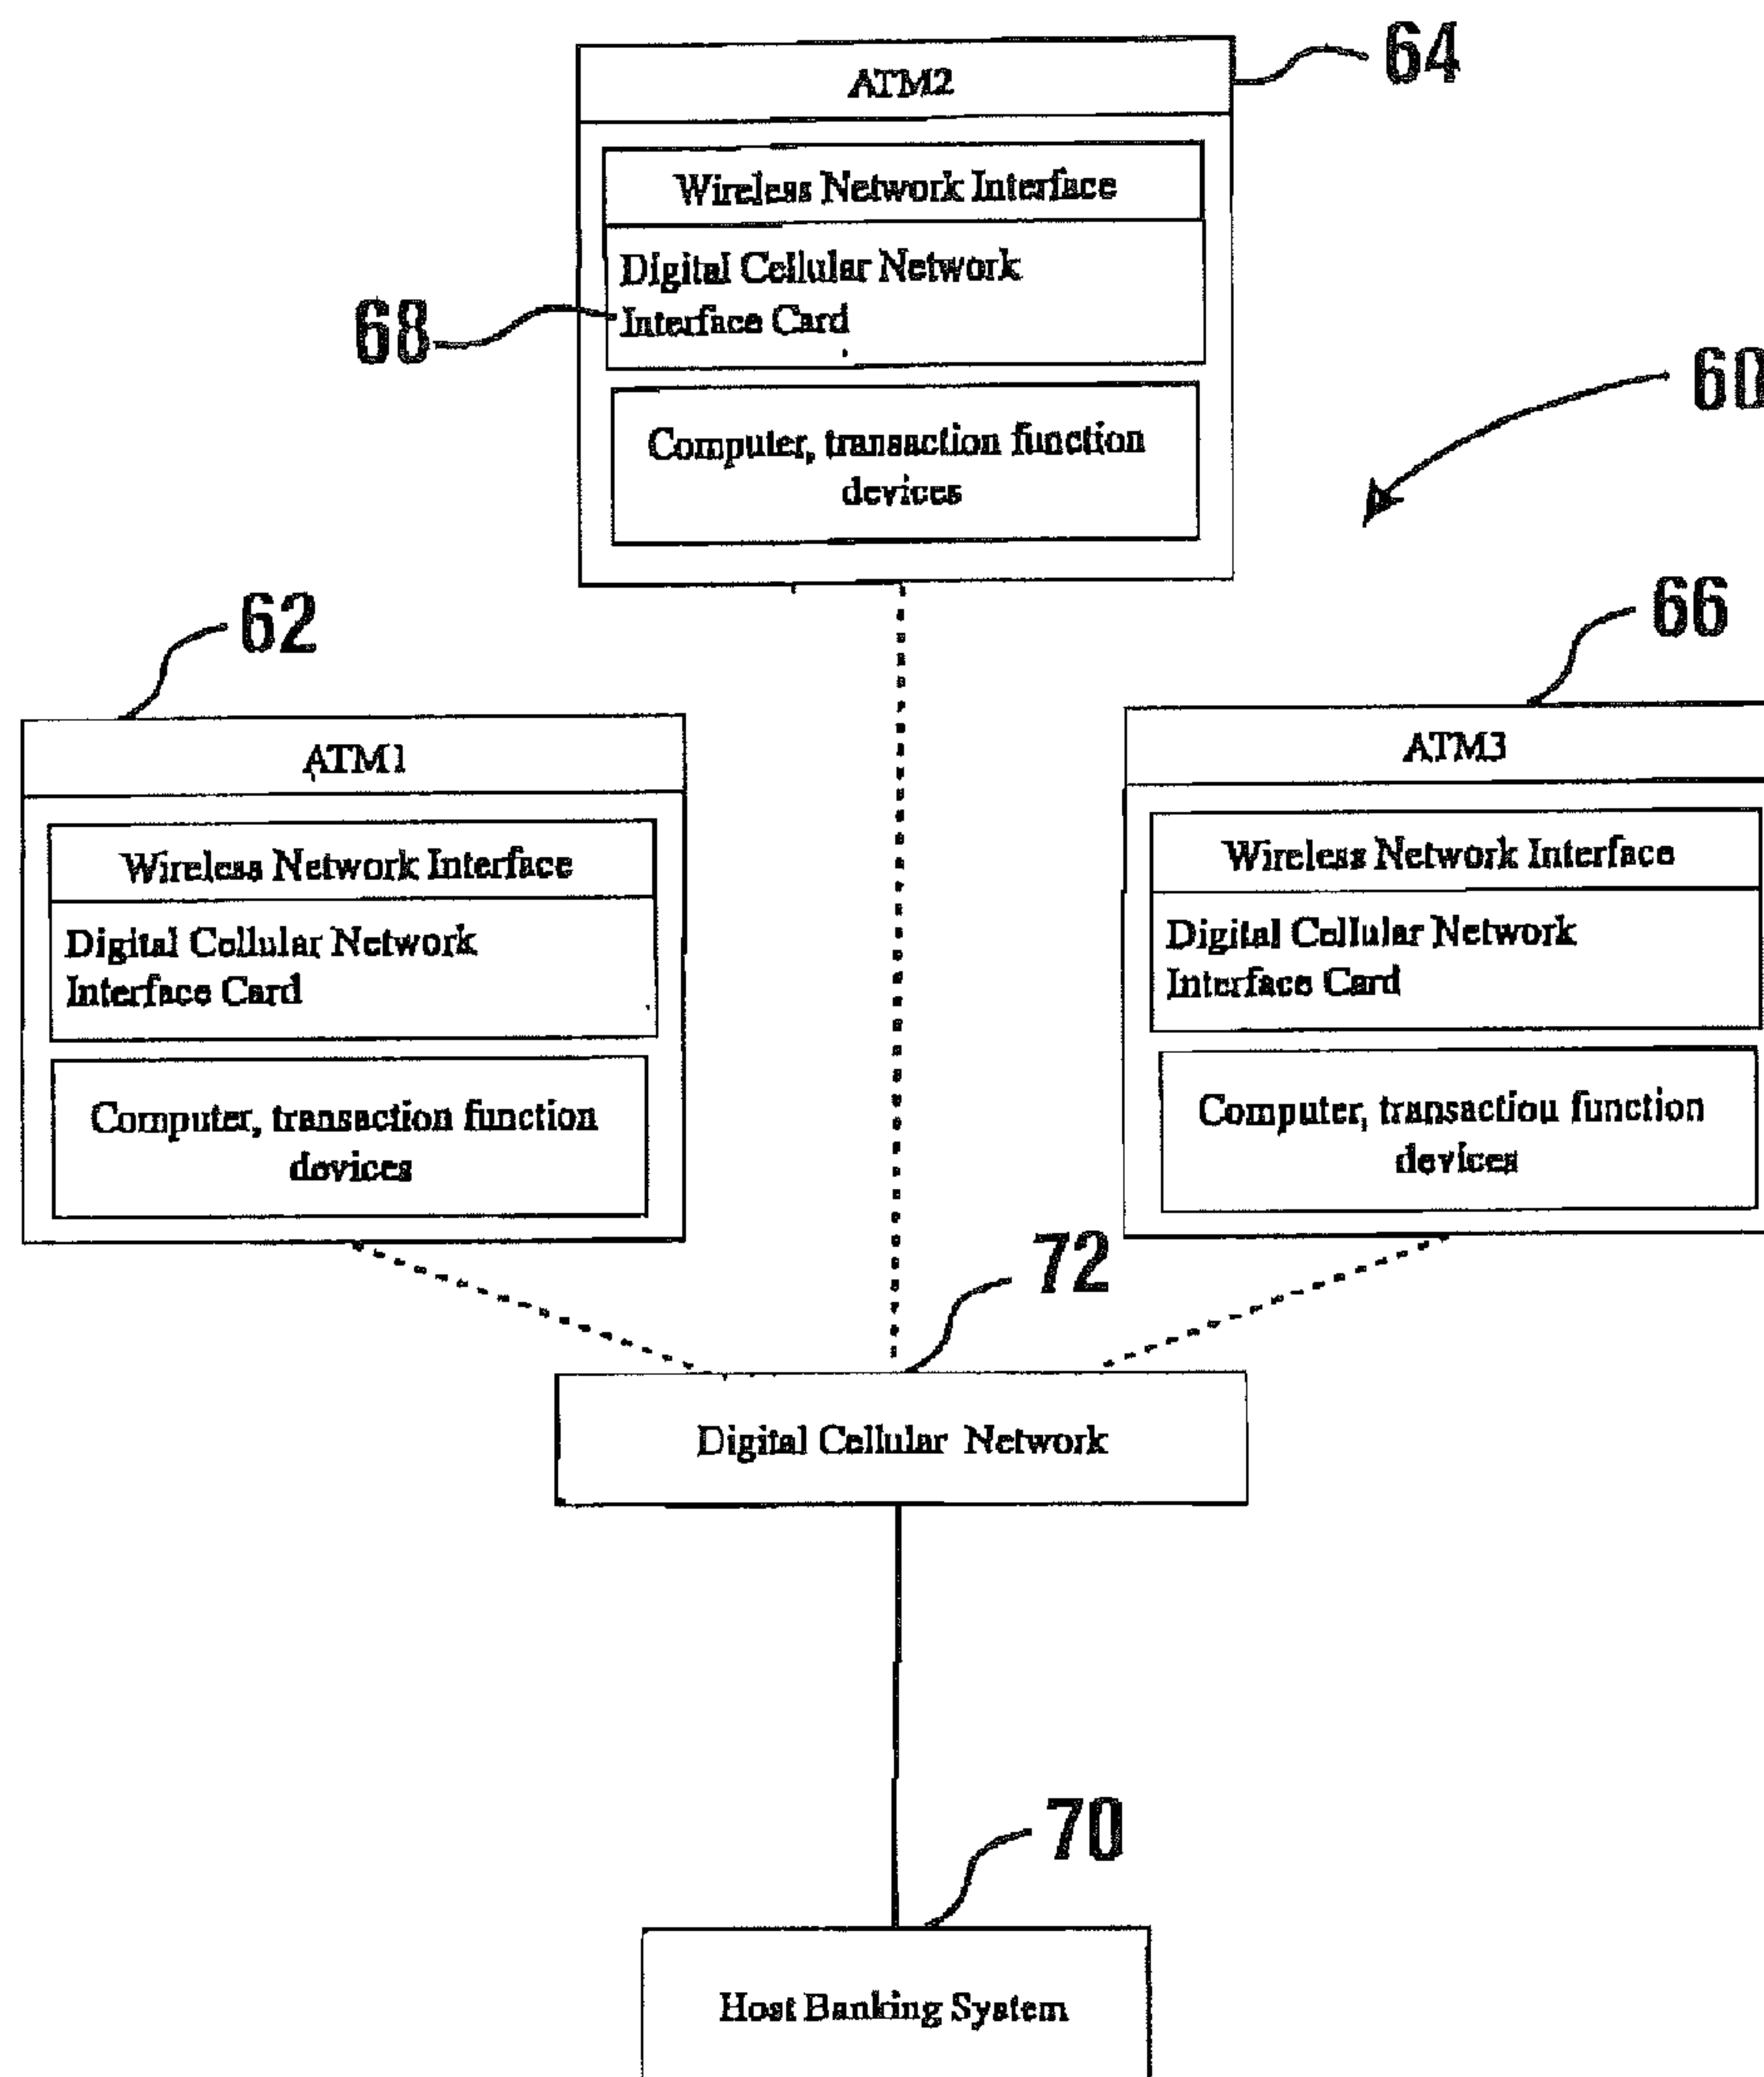 64
ATM2
Wireless Network Interface
Digital Cellular Network
Interface Card
68
60
Computer, transaction function
devices
62
66
ATM1
Wireless Network Interface
Digital Cellular Network
Interface Card
Computer, transaction function
devices
ATM3
Wireless Network Interface
Digital Cellular Network
Interface Card
Computer, transaction function
devices
72
Digital Cellular Network
70
Host Banking System